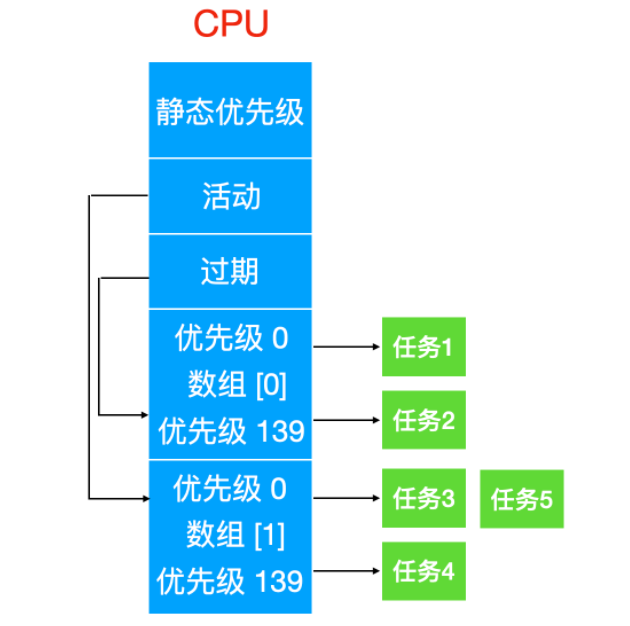 CPU
静态优先级
活动
过期
优先级 0
数组 [0]
优先级 139
任务1
任务2
优先级 0
数组 [1]
优先级 139
任务3 任务5
任务4